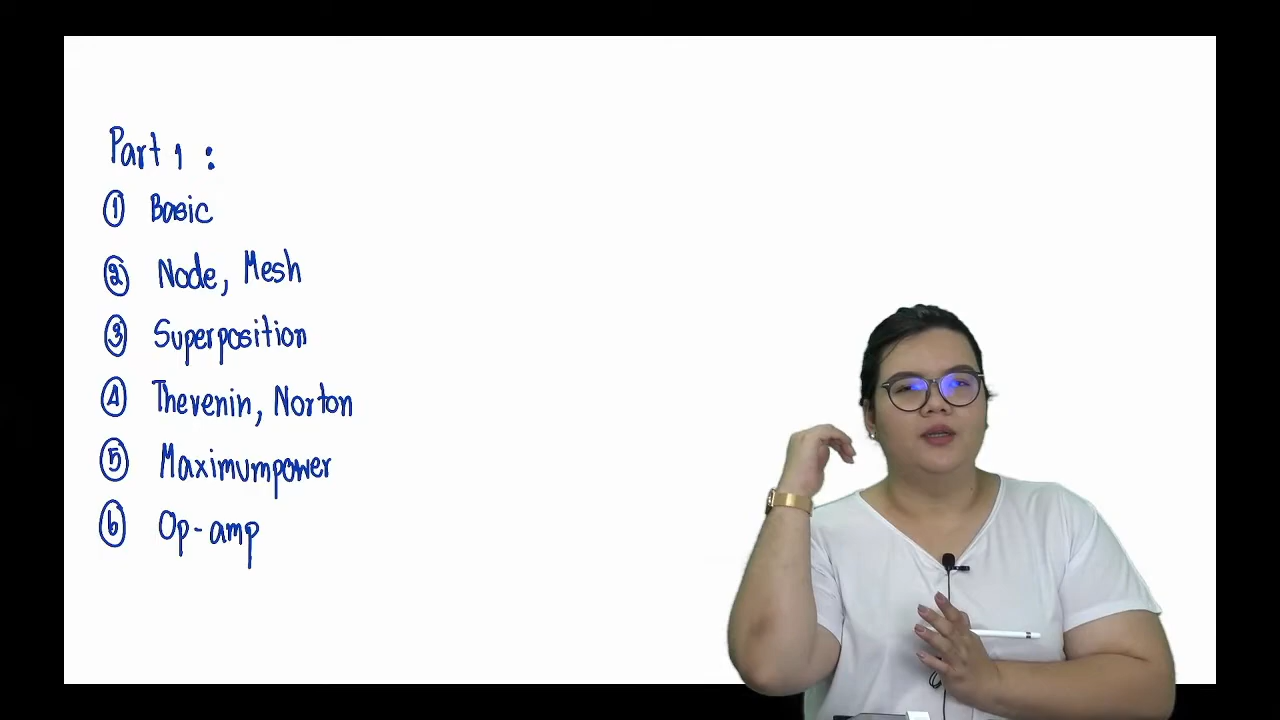 Part 1 :
① Basic
② Node, Mesh
③ Superposition
④ Thevenin, Norton
⑤ Maximumpower
⑥ Op-amp